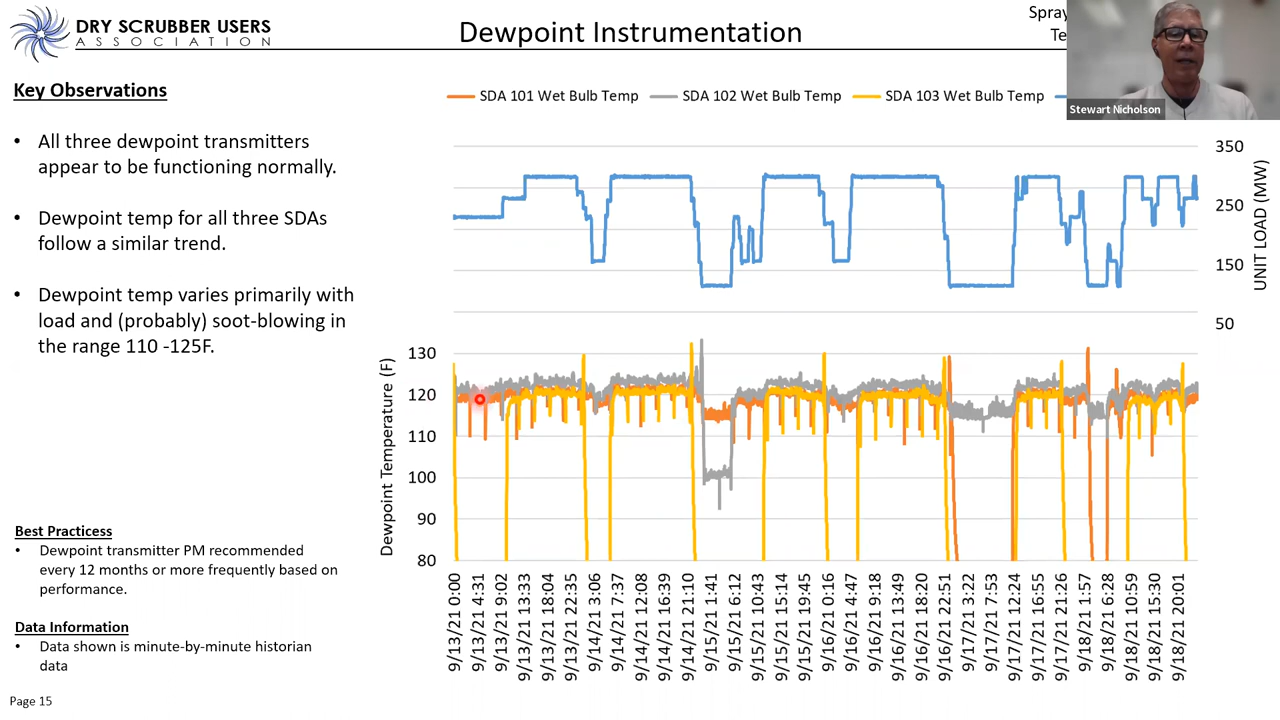 DRY SCRUBBER USERS
ASSOCIATION
Dewpoint Instrumentation
Spray
Te
Stewart Nicholson
Key Observations
• All three dewpoint transmitters
appear to be functioning normally.
• Dewpoint temp for all three SDAs
follow a similar trend.
• Dewpoint temp varies primarily with
load and (probably) soot-blowing in
the range 110 -125F.
Best Practicess
• Dewpoint transmitter PM recommended
every 12 months or more frequently based on
performance.
Data Information
• Data shown is minute-by-minute historian
data
Page 15
SDA 101 Wet Bulb Temp
SDA 102 Wet Bulb Temp
SDA 103 Wet Bulb Temp
350
250
150
50
UNIT LOAD (MW)
Dewpoint Temperature (F)
130
120
110
100
90
80
9/13/21 0:00
9/13/21 4:31
9/13/21 9:02
9/13/21 13:33
9/13/21 18:04
9/13/21 22:35
9/14/21 3:06
9/14/21 7:37
9/14/21 12:08
9/14/21 16:39
9/14/21 21:10
9/15/21 1:41
9/15/21 6:12
9/15/21 10:43
9/15/21 15:14
9/15/21 19:45
9/16/21 0:16
9/16/21 4:47
9/16/21 9:18
9/16/21 13:49
9/16/21 18:20
9/16/21 22:51
9/17/21 3:22
9/17/21 7:53
9/17/21 12:24
9/17/21 16:55
9/17/21 21:26
9/18/21 1:57
9/18/21 6:28
9/18/21 10:59
9/18/21 15:30
9/18/21 20:01